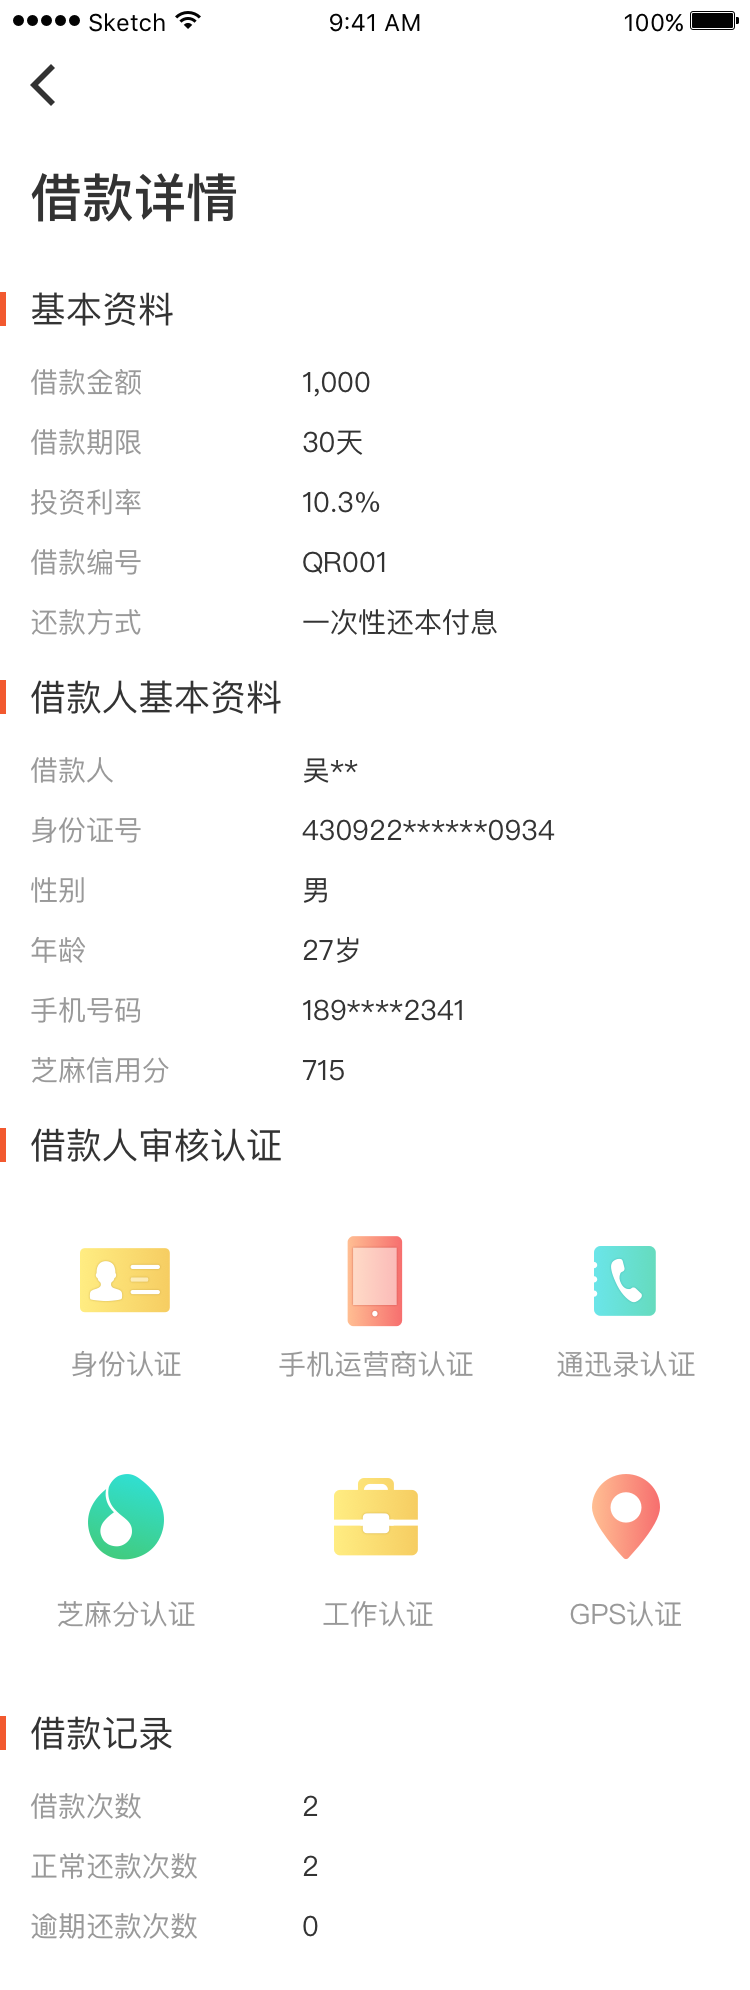 ●●●●● Sketch 9:41 AM 100%
借款详情
基本资料
借款金额 1,000
借款期限 30天
投资利率 10.3%
借款编号 QR001
还款方式 一次性还本付息
借款人基本资料
借款人 吴**
身份证号 430922******0934
性别 男
年龄 27岁
手机号码 189****2341
芝麻信用分 715
借款人审核认证
身份认证 手机运营商认证 通迅录认证
芝麻分认证 工作认证 GPS认证
借款记录
借款次数 2
正常还款次数 2
逾期还款次数 0